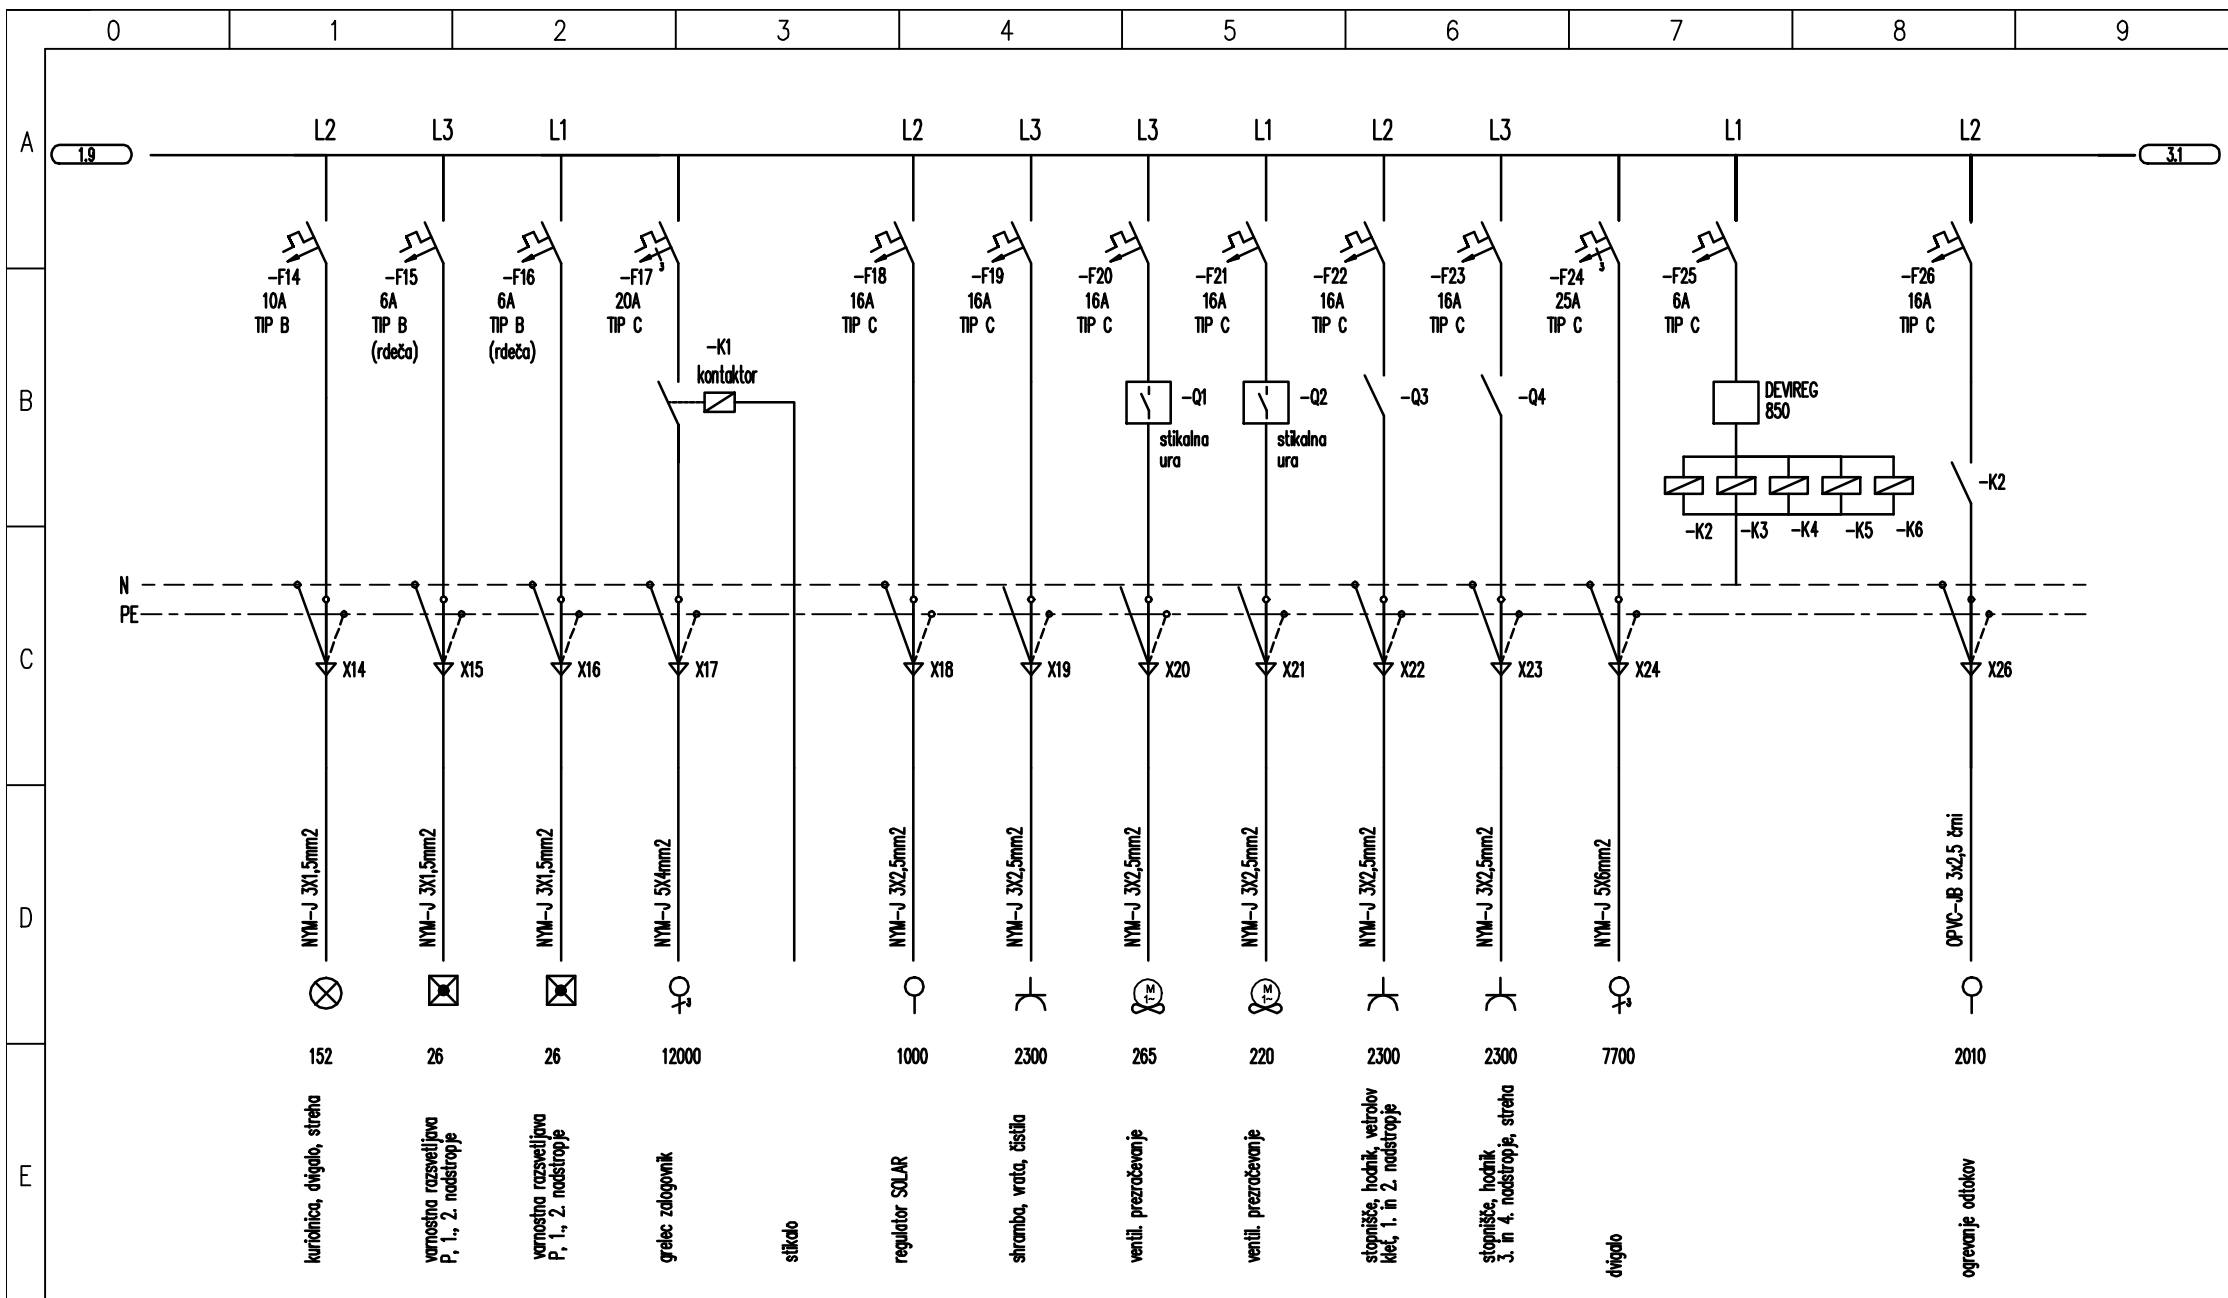 0 1 2 3 4 5 6 7 8 9
A
L2 L3 L1 L2 L3 L3 L1 L2 L3 L1 L2
1.9 3.1
-F14 -F15 -F16 -F17 3 -F18 -F19 -F20 -F21 -F22 -F23 -F24 3 -F25 -F26
10A 6A 6A 20A 16A 16A 16A 16A 16A 16A 25A 6A 16A
TIP B TIP B TIP B TIP C TIP C TIP C TIP C TIP C TIP C TIP C TIP C TIP C TIP C
(rdeča) (rdeča)
-K1
kontaktor
B
-Q1 -Q2 -Q3 -Q4
DEVIREG
850
stikalna
ura
stikalna
ura
-K2
-K2 -K3 -K4 -K5 -K6
N
PE
C
X14 X15 X16 X17 X18 X19 X20 X21 X22 X23 X24 X26
D
NYM-J 3X1,5mm2
NYM-J 3X1,5mm2
NYM-J 3X1,5mm2
NYM-J 5X4mm2
NYM-J 3X2,5mm2
NYM-J 3X2,5mm2
NYM-J 3X2,5mm2
NYM-J 3X2,5mm2
NYM-J 3X2,5mm2
NYM-J 3X2,5mm2
NYM-J 5X6mm2
OPVC-JB 3x2,5 črni
3 M 1~ M 1~ 3
152 26 26 12000 1000 2300 265 220 2300 2300 7700 2010
E
kuriolnica, dvigalo, streha
varnostna razsvetljava
P, 1., 2. nadstropje
varnostna razsvetljava
P, 1., 2. nadstropje
grelec zalogovnik
stikalo
regulator SOLAR
shramba, vrata, čistila
ventil. prezračevanje
ventil. prezračevanje
stopnišče, hodnik, vetrolov
klet, 1. in 2. nadstropje
stopnišče, hodnik
3. in 4. nadstropje, streha
dvigalo
ogrevanje odtokov